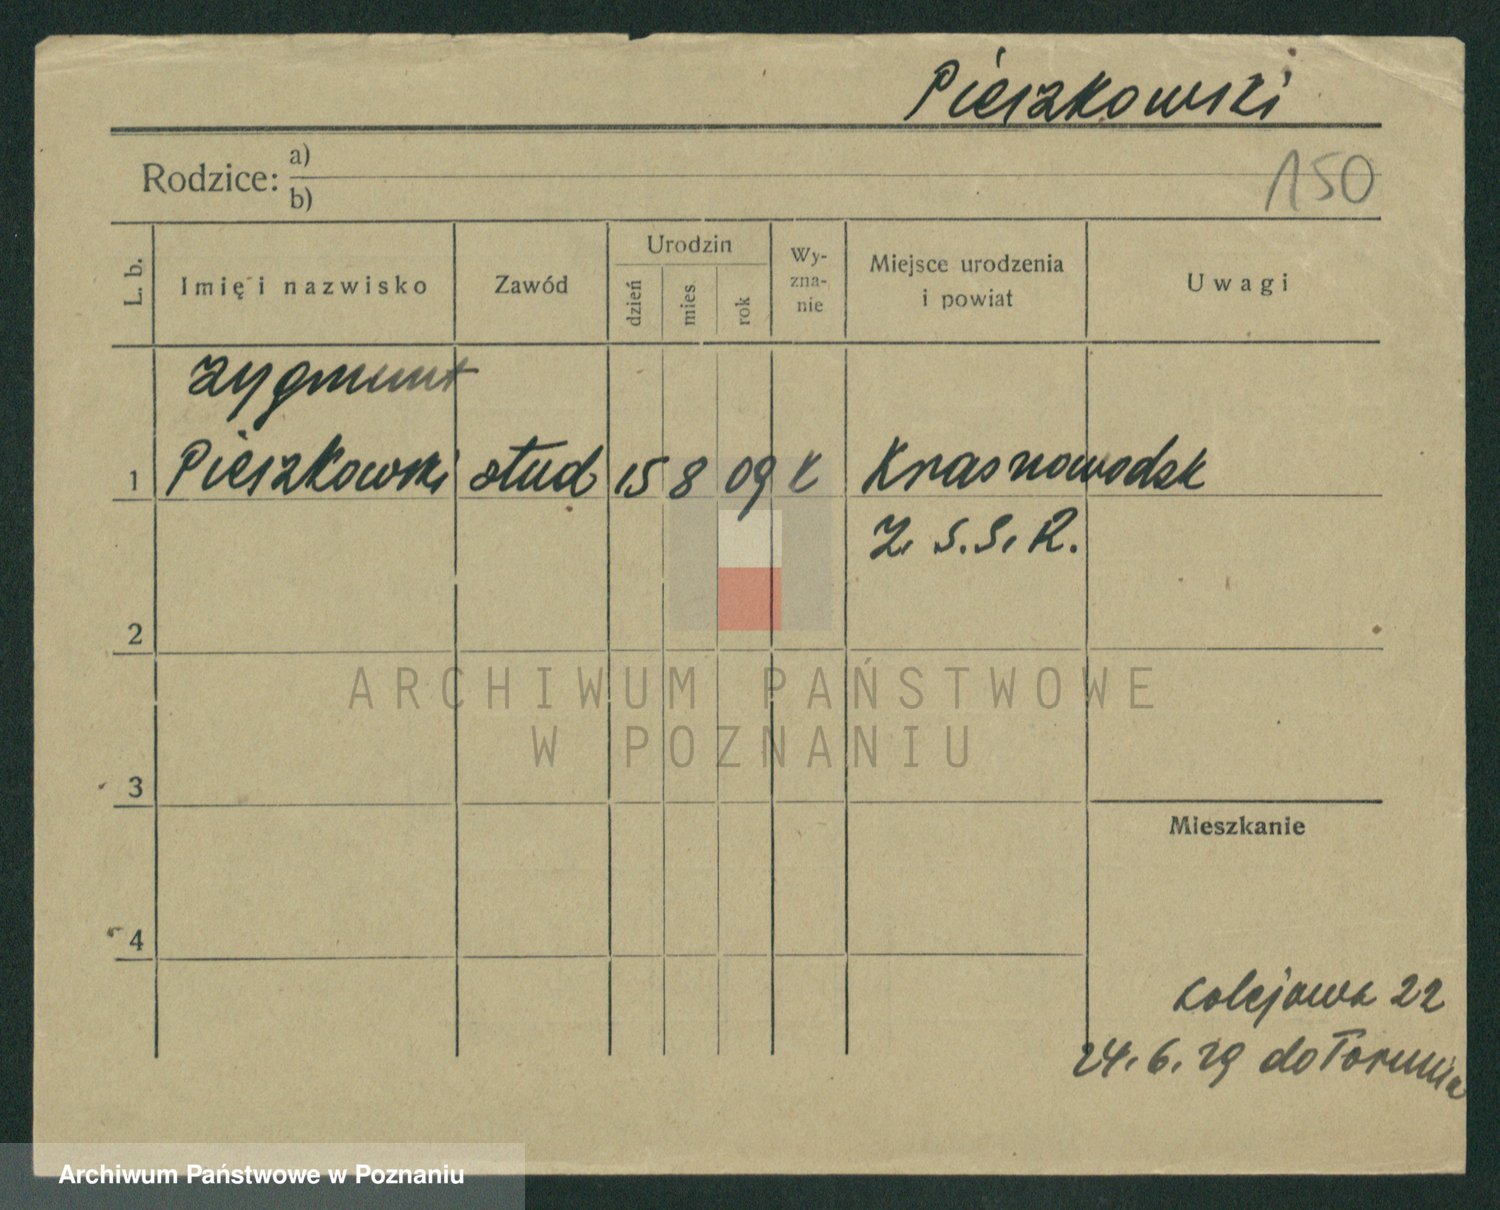 Pieszkowski
Rodzice: a)
b)
150
L. b.
Imię i nazwisko
Zawód
Urodzin
dzień
mies
rok
Wy-
zna-
nie
Miejsce urodzenia
i powiat
Uwagi
Zygmunt
1 Pieszkowski stud 15 8 09 k Krasnowodsk
Z. S. S. R.
2
ARCHIWUM PAŃSTWOWE
W POZNANIU
3
Mieszkanie
4
Kolejowa 22
24. 6. 29 do Torunia
Archiwum Państwowe w Poznaniu